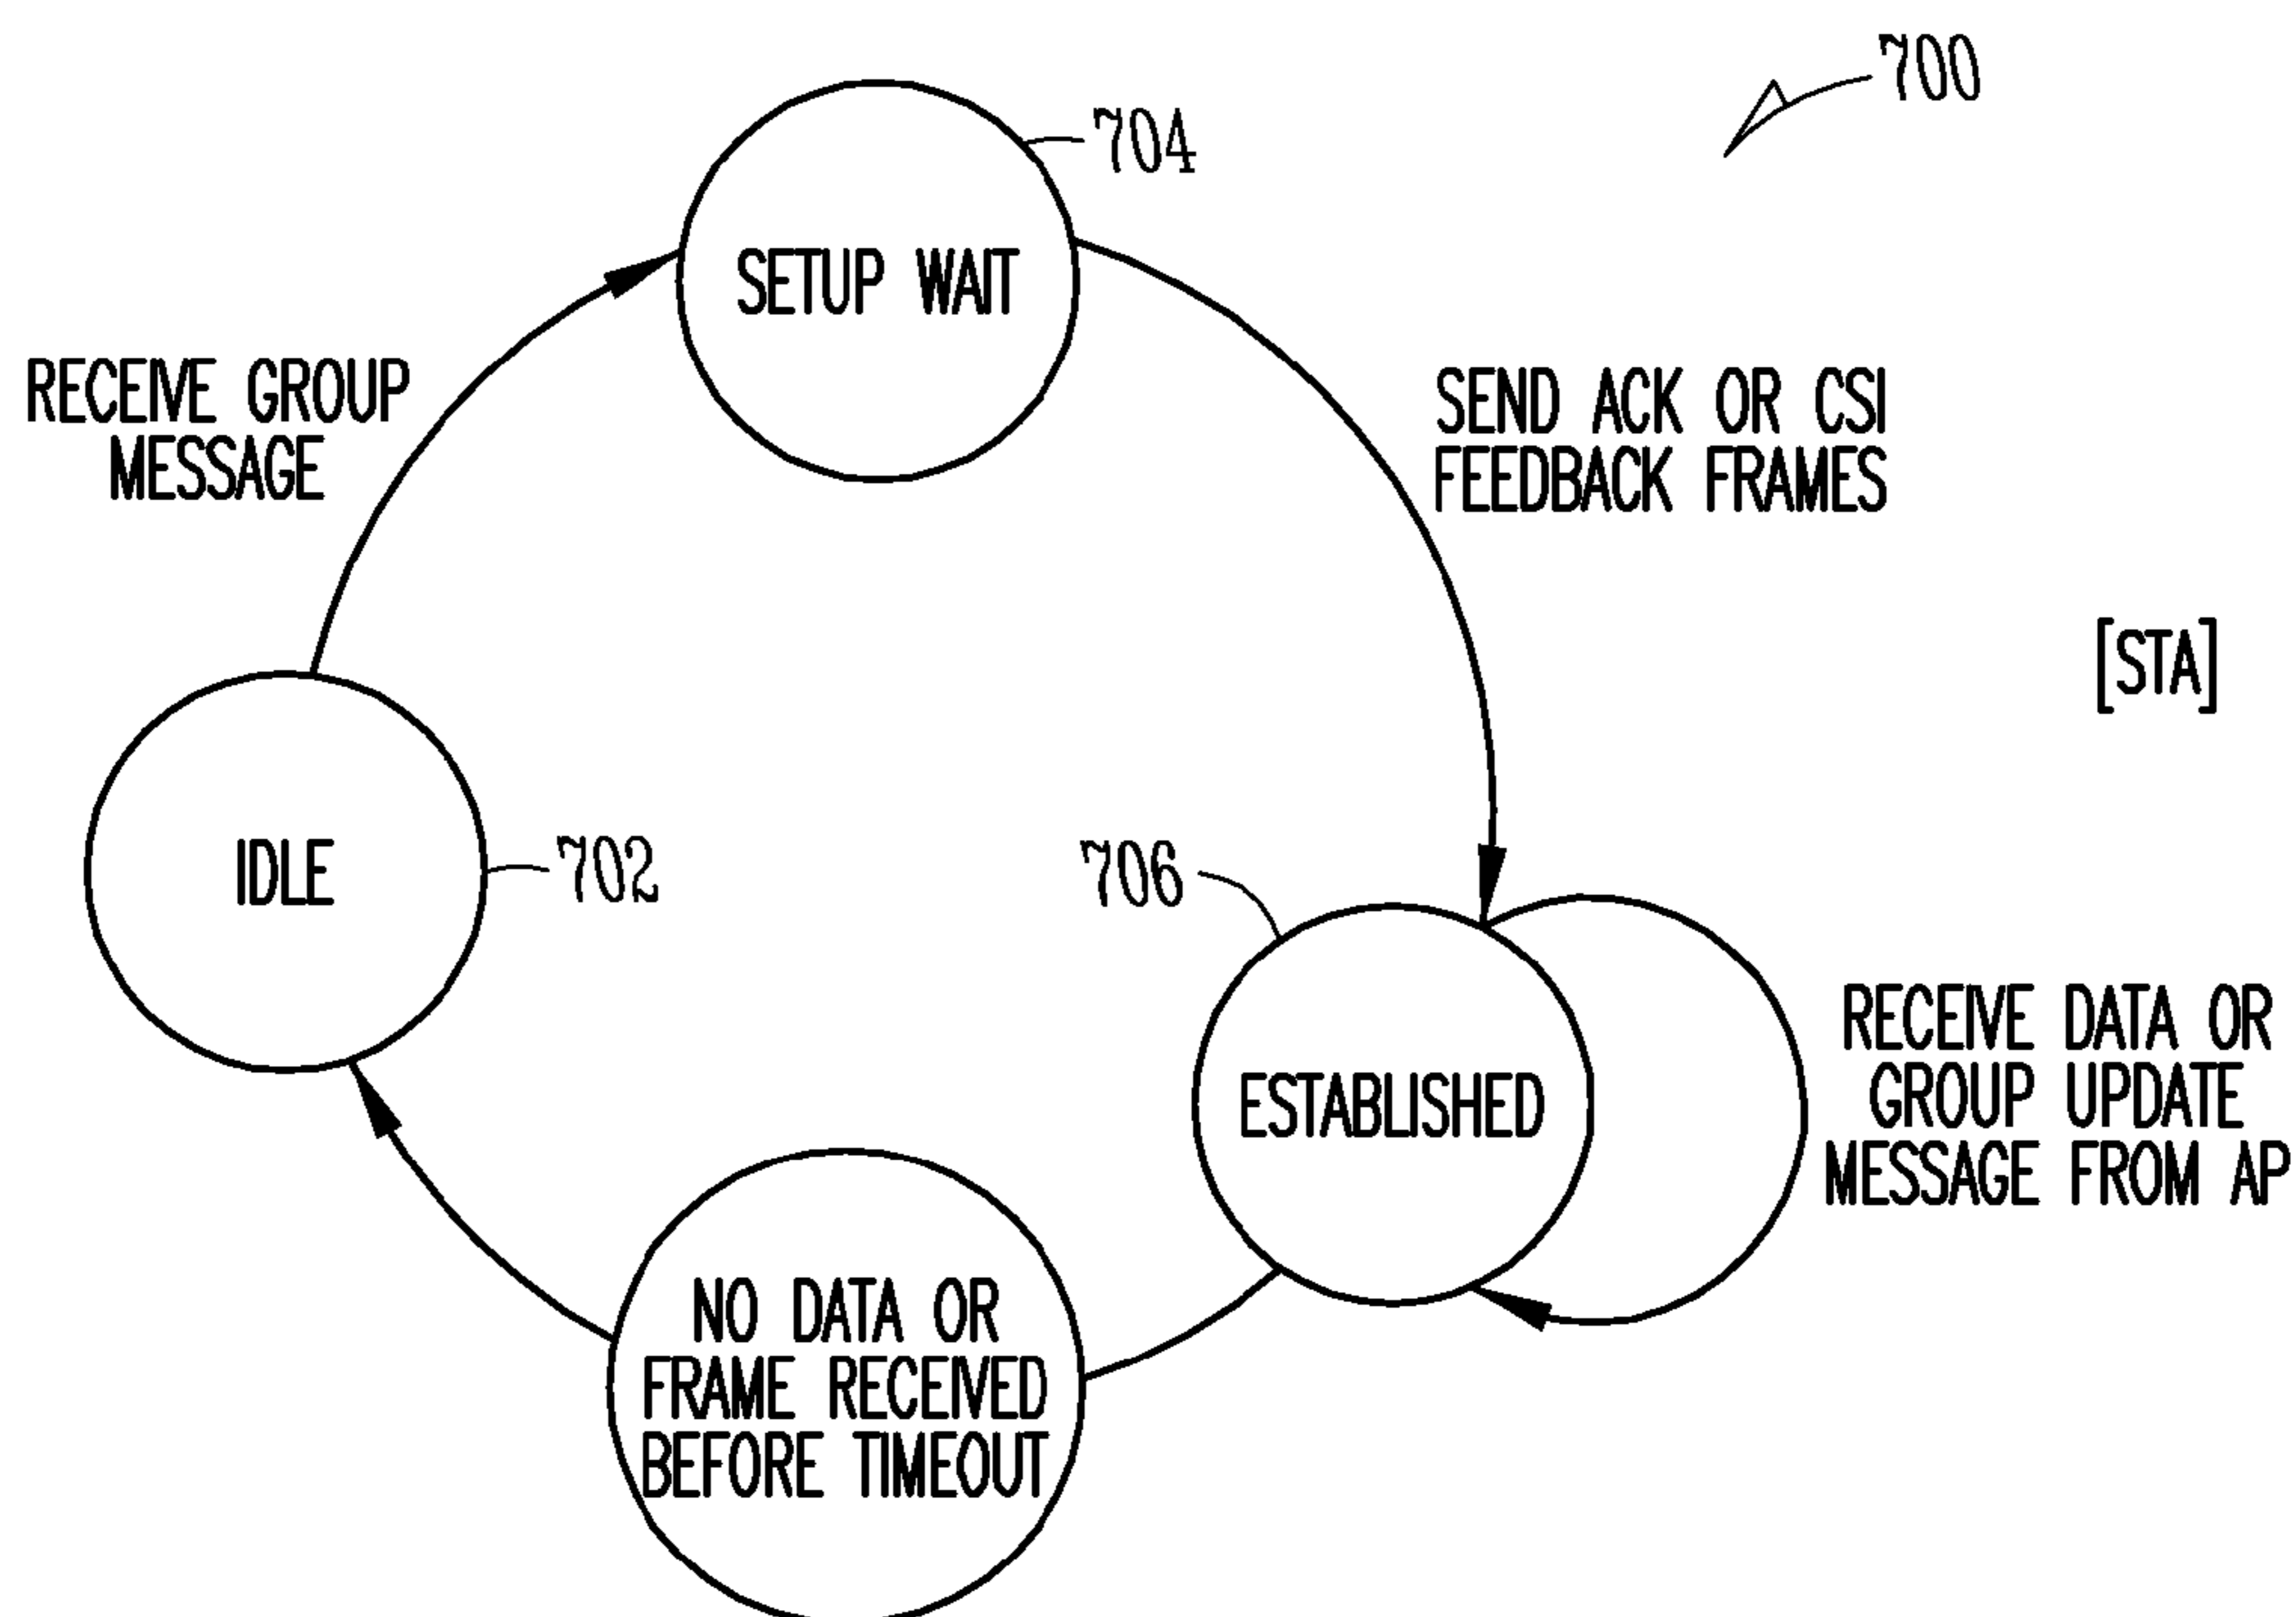 700
704
SETUP WAIT
RECEIVE GROUP
MESSAGE
SEND ACK OR CSI
FEEDBACK FRAMES
[STA]
IDLE
702
706
ESTABLISHED
RECEIVE DATA OR
GROUP UPDATE
MESSAGE FROM AP
NO DATA OR
FRAME RECEIVED
BEFORE TIMEOUT